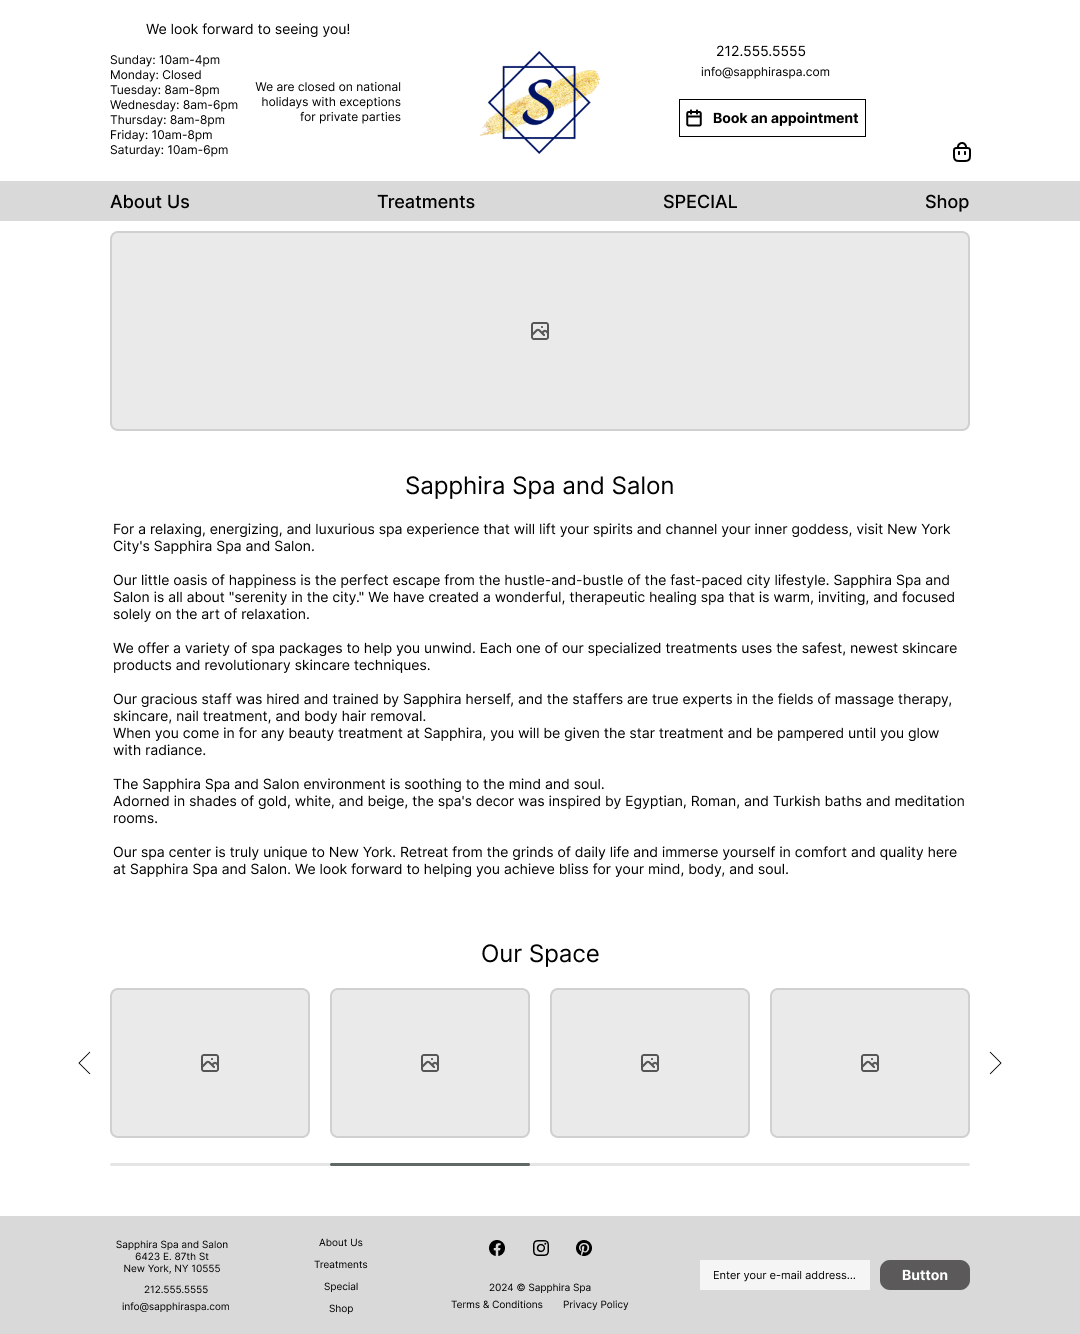 We look forward to seeing you!
Sunday: 10am-4pm
Monday: Closed
Tuesday: 8am-8pm
Wednesday: 8am-6pm
Thursday: 8am-8pm
Friday: 10am-8pm
Saturday: 10am-6pm
We are closed on national
holidays with exceptions
for private parties
S
212.555.5555
info@sapphiraspa.com
Book an appointment
About Us
Treatments
SPECIAL
Shop
Sapphira Spa and Salon
For a relaxing, energizing, and luxurious spa experience that will lift your spirits and channel your inner goddess, visit New York
City's Sapphira Spa and Salon.
Our little oasis of happiness is the perfect escape from the hustle-and-bustle of the fast-paced city lifestyle. Sapphira Spa and
Salon is all about "serenity in the city." We have created a wonderful, therapeutic healing spa that is warm, inviting, and focused
solely on the art of relaxation.
We offer a variety of spa packages to help you unwind. Each one of our specialized treatments uses the safest, newest skincare
products and revolutionary skincare techniques.
Our gracious staff was hired and trained by Sapphira herself, and the staffers are true experts in the fields of massage therapy,
skincare, nail treatment, and body hair removal.
When you come in for any beauty treatment at Sapphira, you will be given the star treatment and be pampered until you glow
with radiance.
The Sapphira Spa and Salon environment is soothing to the mind and soul.
Adorned in shades of gold, white, and beige, the spa's decor was inspired by Egyptian, Roman, and Turkish baths and meditation
rooms.
Our spa center is truly unique to New York. Retreat from the grinds of daily life and immerse yourself in comfort and quality here
at Sapphira Spa and Salon. We look forward to helping you achieve bliss for your mind, body, and soul.
Our Space
Sapphira Spa and Salon
6423 E. 87th St
New York, NY 10555
212.555.5555
info@sapphiraspa.com
About Us
Treatments
Special
Shop
2024 © Sapphira Spa
Terms & Conditions
Privacy Policy
Enter your e-mail address...
Button